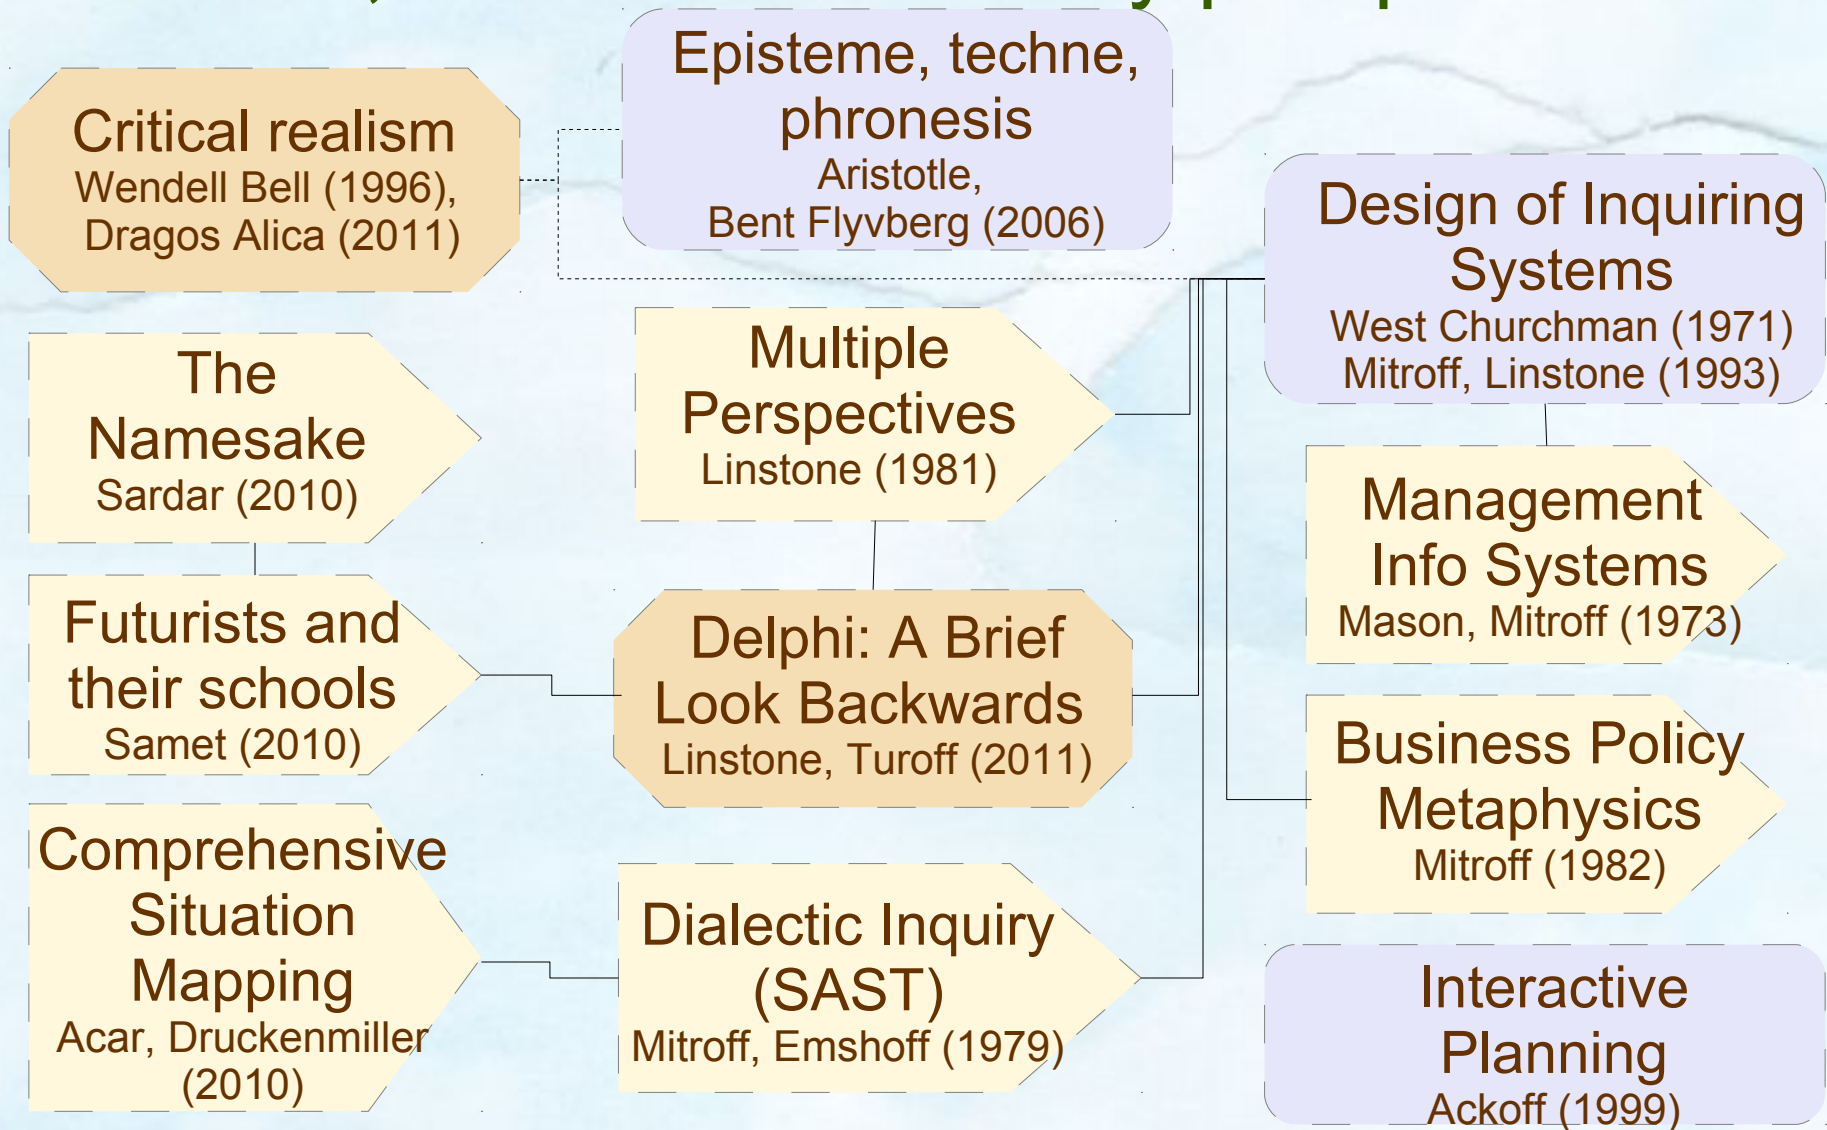 Critical realism
Wendell Bell (1996),
Dragos Alica (2011)
Episteme, techne,
phronesis
Aristotle,
Bent Flyvberg (2006)
Design of Inquiring
Systems
West Churchman (1971)
Mitroff, Linstone (1993)
The
Namesake
Sardar (2010)
Multiple
Perspectives
Linstone (1981)
Management
Info Systems
Mason, Mitroff (1973)
Futurists and
their schools
Samet (2010)
Delphi: A Brief
Look Backwards
Linstone, Turoff (2011)
Business Policy
Metaphysics
Mitroff (1982)
Comprehensive
Situation
Mapping
Acar, Druckenmiller
(2010)
Dialectic Inquiry
(SAST)
Mitroff, Emshoff (1979)
Interactive
Planning
Ackoff (1999)